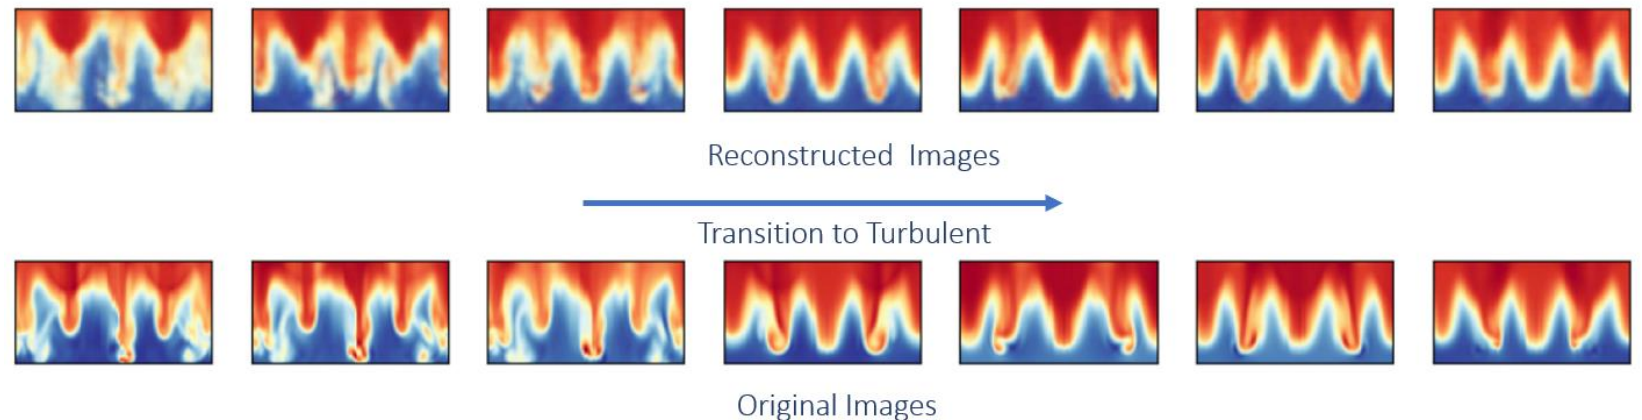 Reconstructed Images
Transition to Turbulent
Original Images